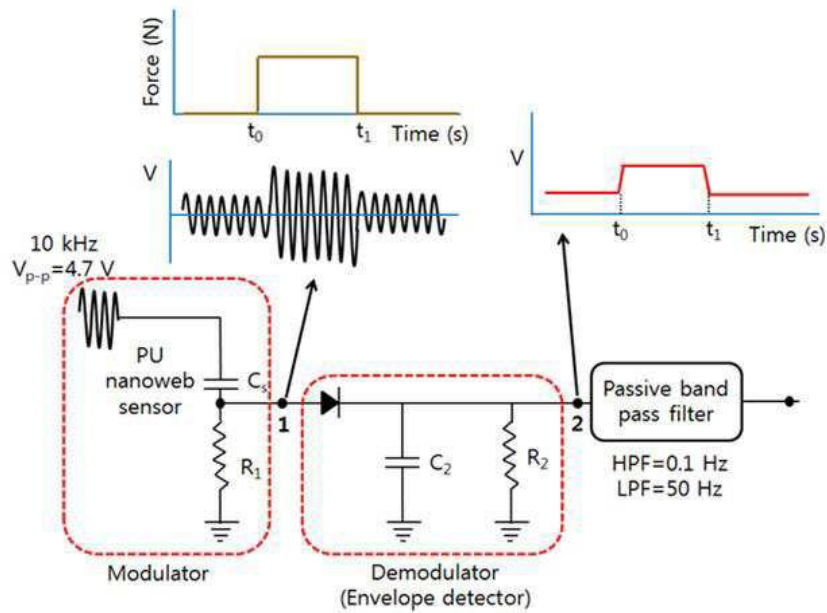 Force (N)
t₀
t₁
Time (s)
V
V
t₀
t₁
Time (s)
10 kHz
Vₚ₋ₚ=4.7 V
PU
nanoweb
sensor
Cₛ
R₁
1
C₂
R₂
2
Passive band
pass filter
HPF=0.1 Hz
LPF=50 Hz
Modulator
Demodulator
(Envelope detector)